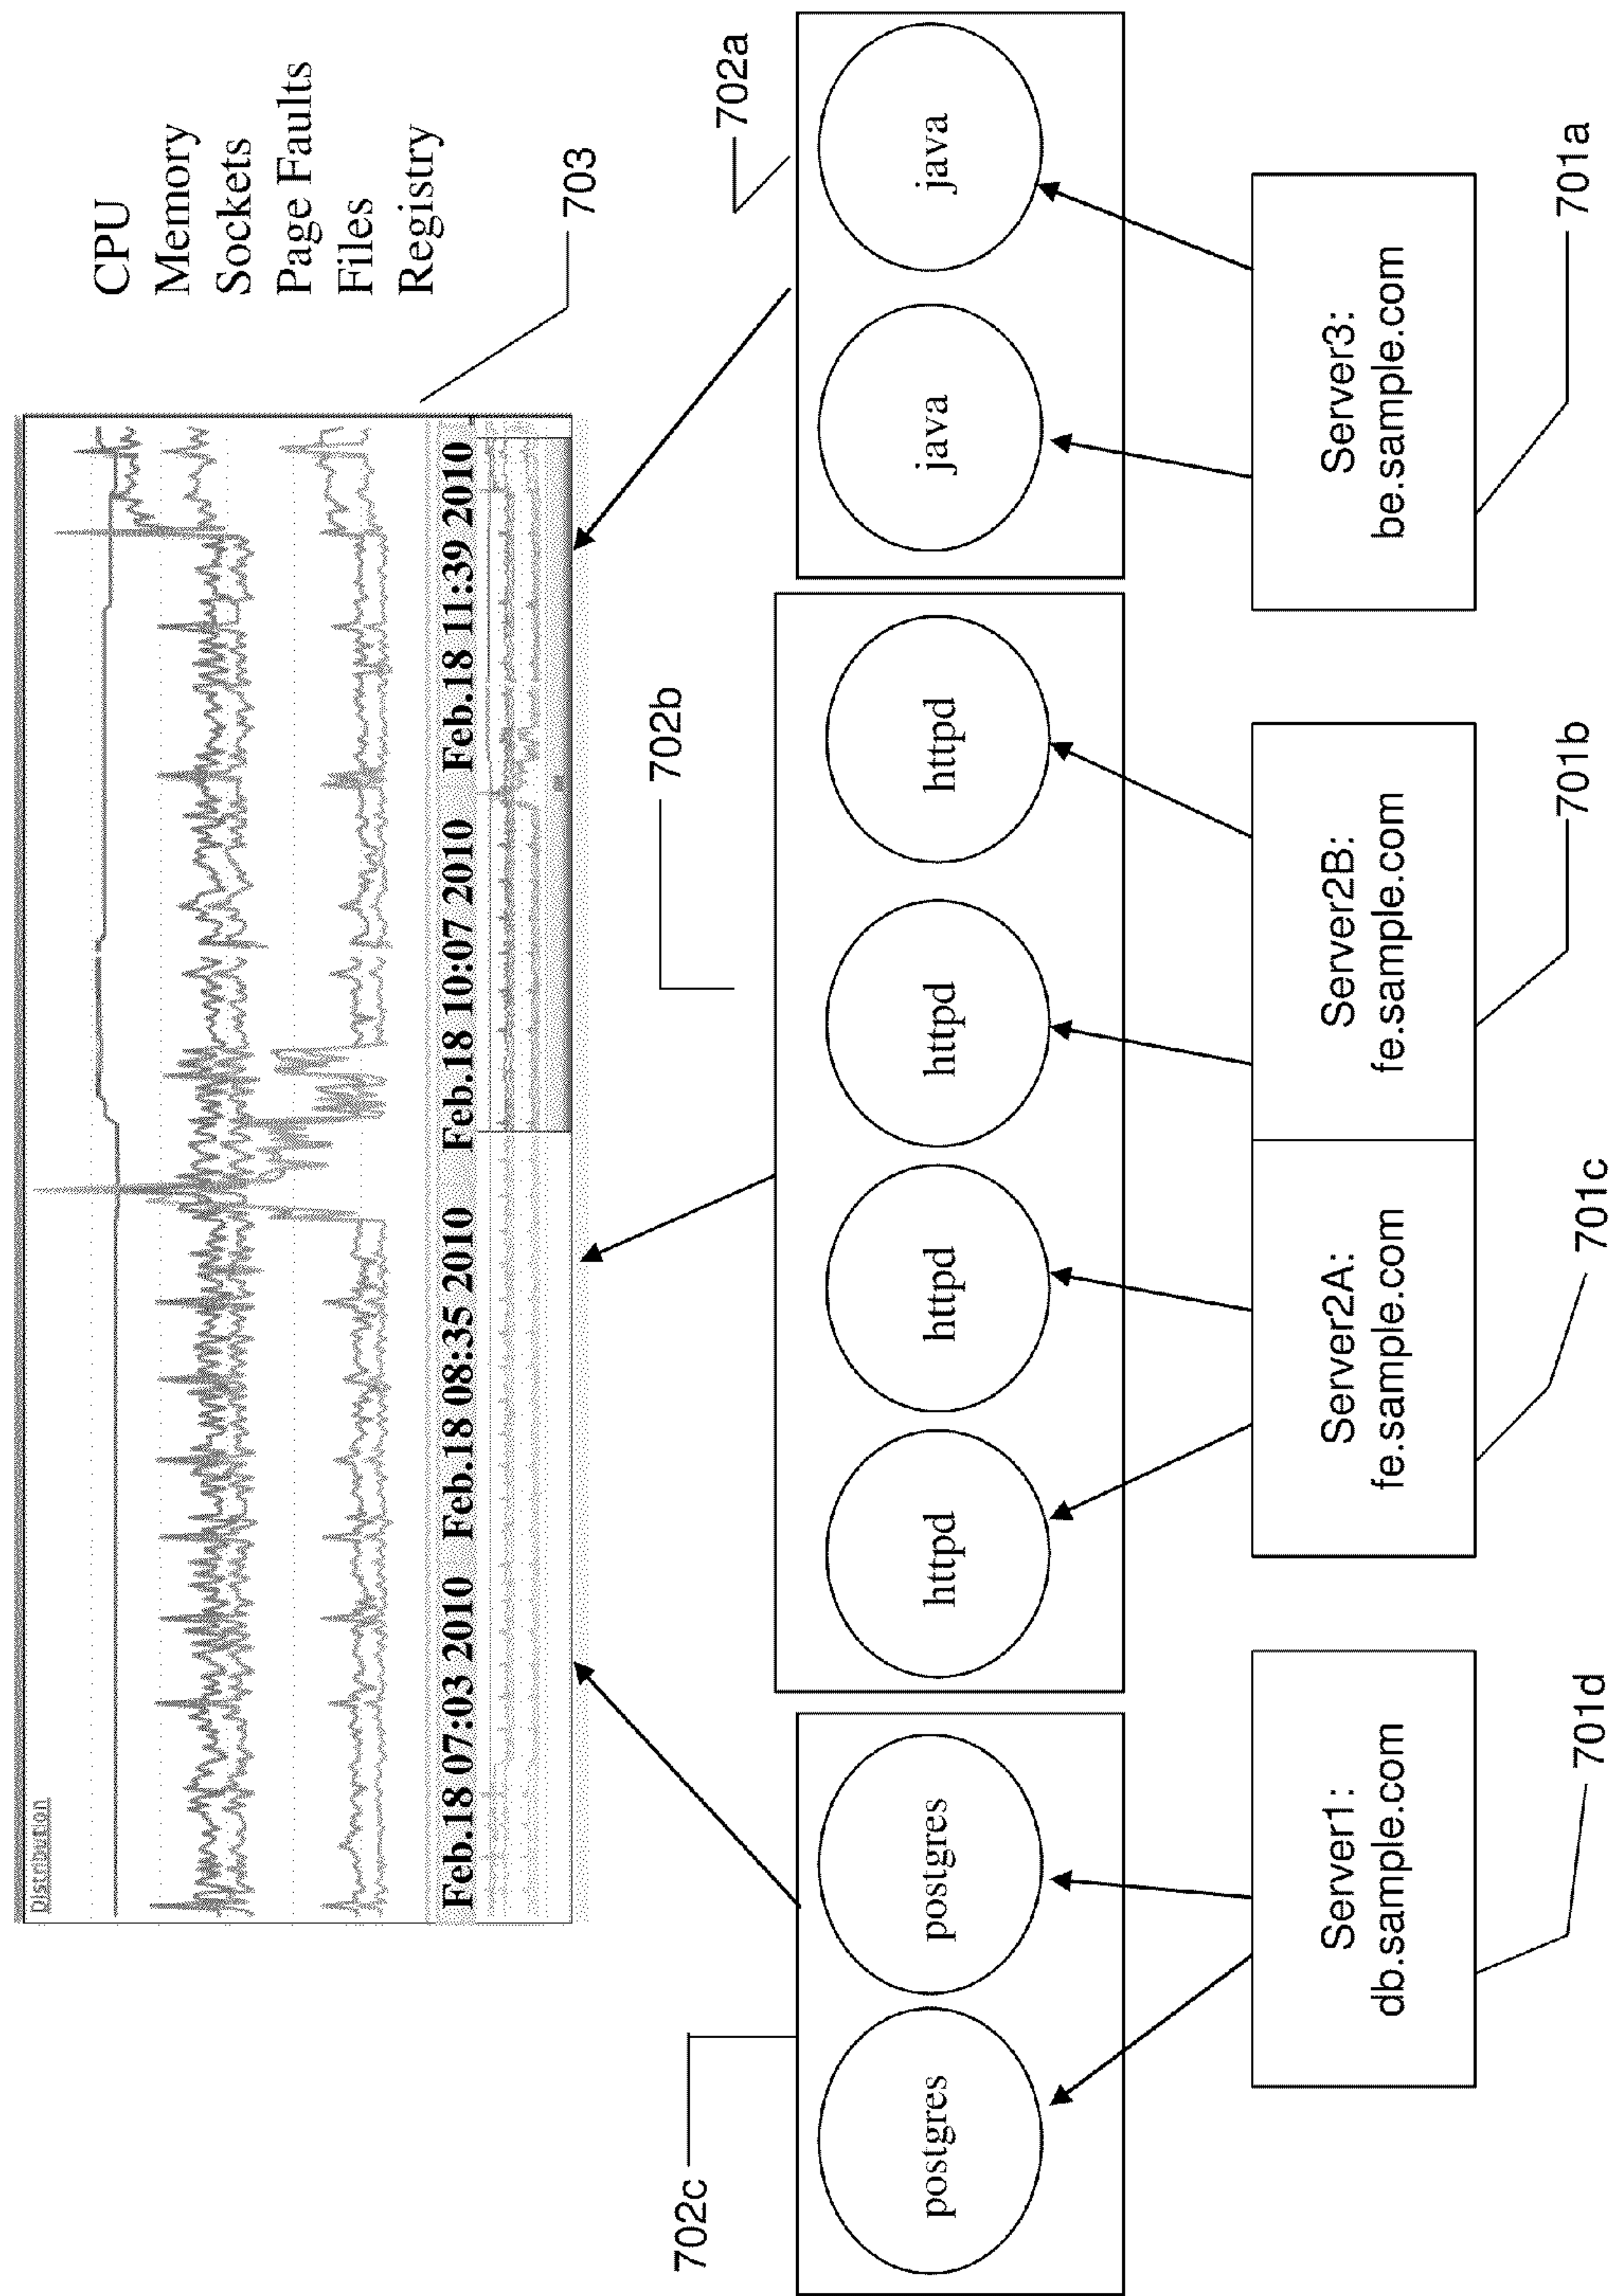 Distribution
CPU
Memory
Sockets
Page Faults
Files
Registry
Feb.18 07:03 2010 Feb.18 08:35 2010 Feb.18 10:07 2010 Feb.18 11:39 2010
703
702c
702b
702a
postgres
postgres
httpd
httpd
httpd
httpd
java
java
Server1:
db.sample.com
Server2A:
fe.sample.com
Server2B:
fe.sample.com
Server3:
be.sample.com
701d
701c
701b
701a